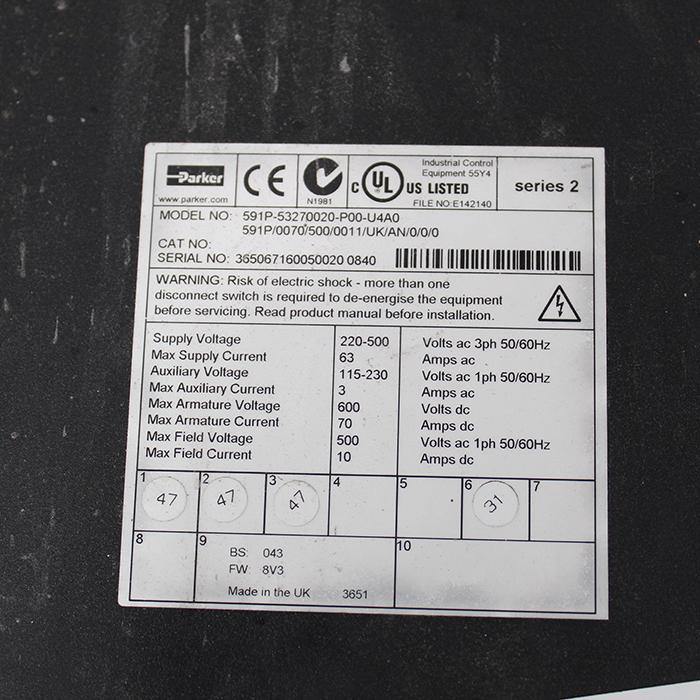 Parker
www.parker.com
CE
N1981
c UL US LISTED
Industrial Control
Equipment 55Y4
FILE NO:E142140
series 2
MODEL NO: 591P-53270020-P00-U4A0
591P/0070/500/0011/UK/AN/0/0/0
CAT NO:
SERIAL NO: 365067160050020 0840
WARNING: Risk of electric shock - more than one
disconnect switch is required to de-energise the equipment
before servicing. Read product manual before installation.
Supply Voltage 220-500 Volts ac 3ph 50/60Hz
Max Supply Current 63 Amps ac
Auxiliary Voltage 115-230 Volts ac 1ph 50/60Hz
Max Auxiliary Current 3 Amps ac
Max Armature Voltage 600 Volts dc
Max Armature Current 70 Amps dc
Max Field Voltage 500 Volts ac 1ph 50/60Hz
Max Field Current 10 Amps dc
1 2 3 4 5 6 7
47 47 47 31
8 9 10
BS: 043
FW: 8V3
Made in the UK 3651